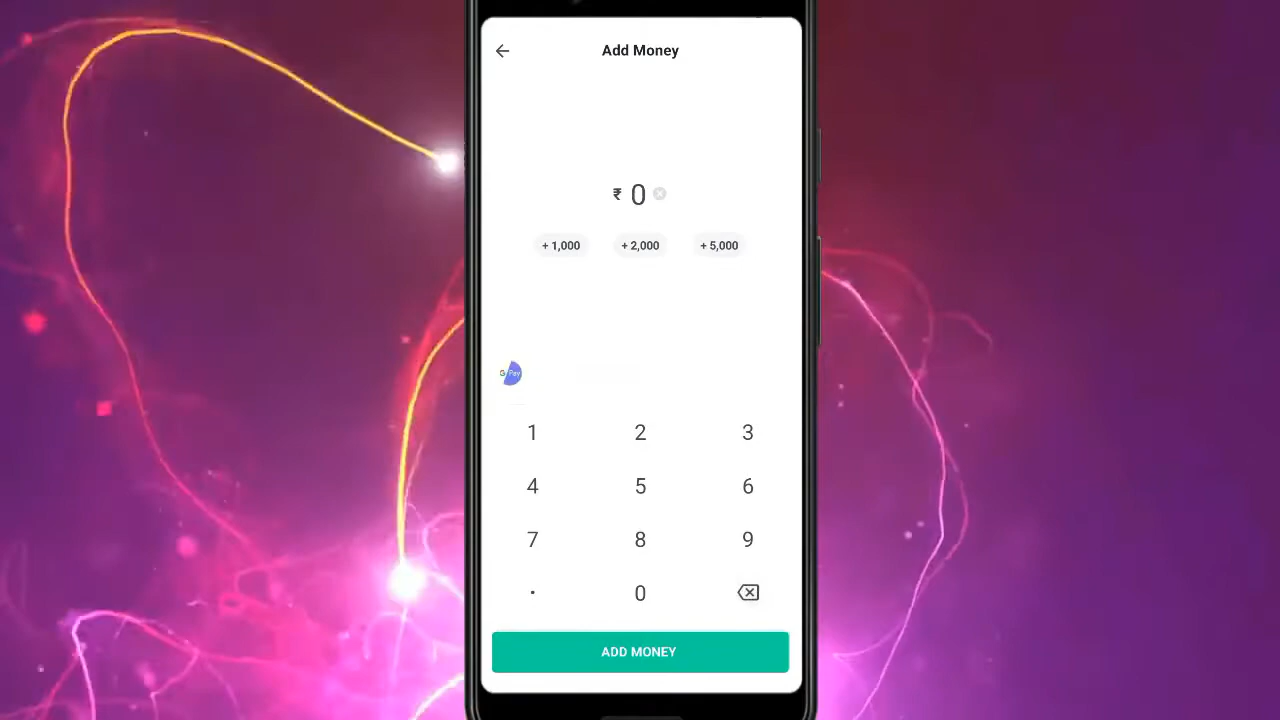 Add Money
₹ 0
+ 1,000 + 2,000 + 5,000
G Pay
1 2 3
4 5 6
7 8 9
. 0
ADD MONEY